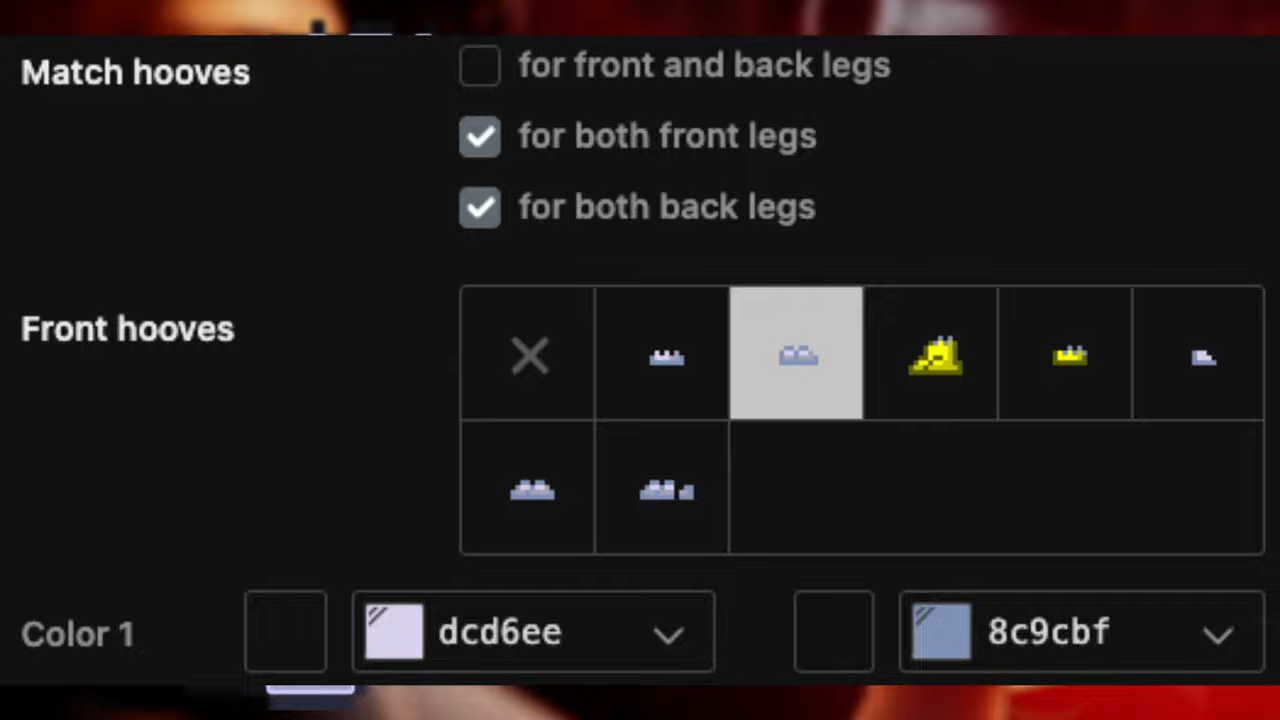 Match hooves
for front and back legs
for both front legs
for both back legs
Front hooves
Color 1
dcd6ee
8c9cbf